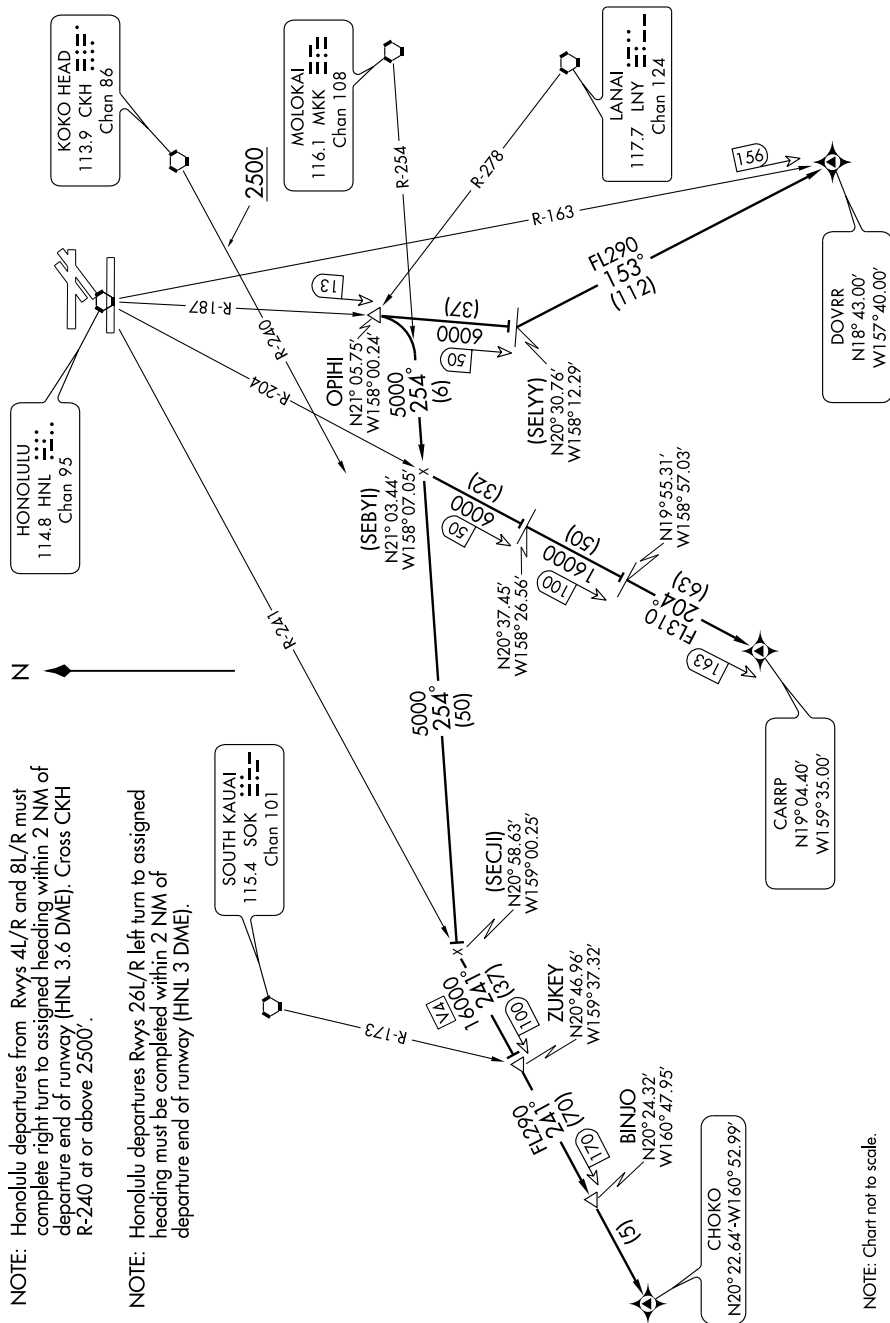 NOTE: Honolulu departures from Rwys 4L/R and 8L/R must
complete right turn to assigned heading within 2 NM of
departure end of runway (HNL 3.6 DME). Cross CKH
R-240 at or above 2500′.
NOTE: Honolulu departures Rwys 26L/R left turn to assigned
heading must be completed within 2 NM of
departure end of runway (HNL 3 DME).
N
HONOLULU
114.8 HNL
Chan 95
KOKO HEAD
113.9 CKH
Chan 86
MOLOKAI
116.1 MKK
Chan 108
LANAI
117.7 LNY
Chan 124
SOUTH KAUAI
115.4 SOK
Chan 101
2500
R-240
R-254
R-278
R-163
R-187
R-204
R-241
R-173
13
OPIHI
N21° 05.75′
W158° 00.24′
5000
254°
(6)
(37)
6000
50
(SELYY)
N20° 30.76′
W158° 12.29′
FL290
153°
(112)
156
DOVRR
N18° 43.00′
W157° 40.00′
(SEBYI)
N21° 03.44′
W158° 07.05′
(32)
6000
50
N20° 37.45′
W158° 26.56′
(50)
16000
100
N19° 55.31′
W158° 57.03′
(63)
204°
FL310
163
CARRP
N19° 04.40′
W159° 35.00′
5000
254°
(50)
(SECJI)
N20° 58.63′
W159° 00.25′
V4
16000
241°
(37)
100
ZUKEY
N20° 46.96′
W159° 37.32′
FL290
241°
(70)
170
BINJO
N20° 24.32′
W160° 47.95′
(5)
CHOKO
N20° 22.64′-W160° 52.99′
NOTE: Chart not to scale.